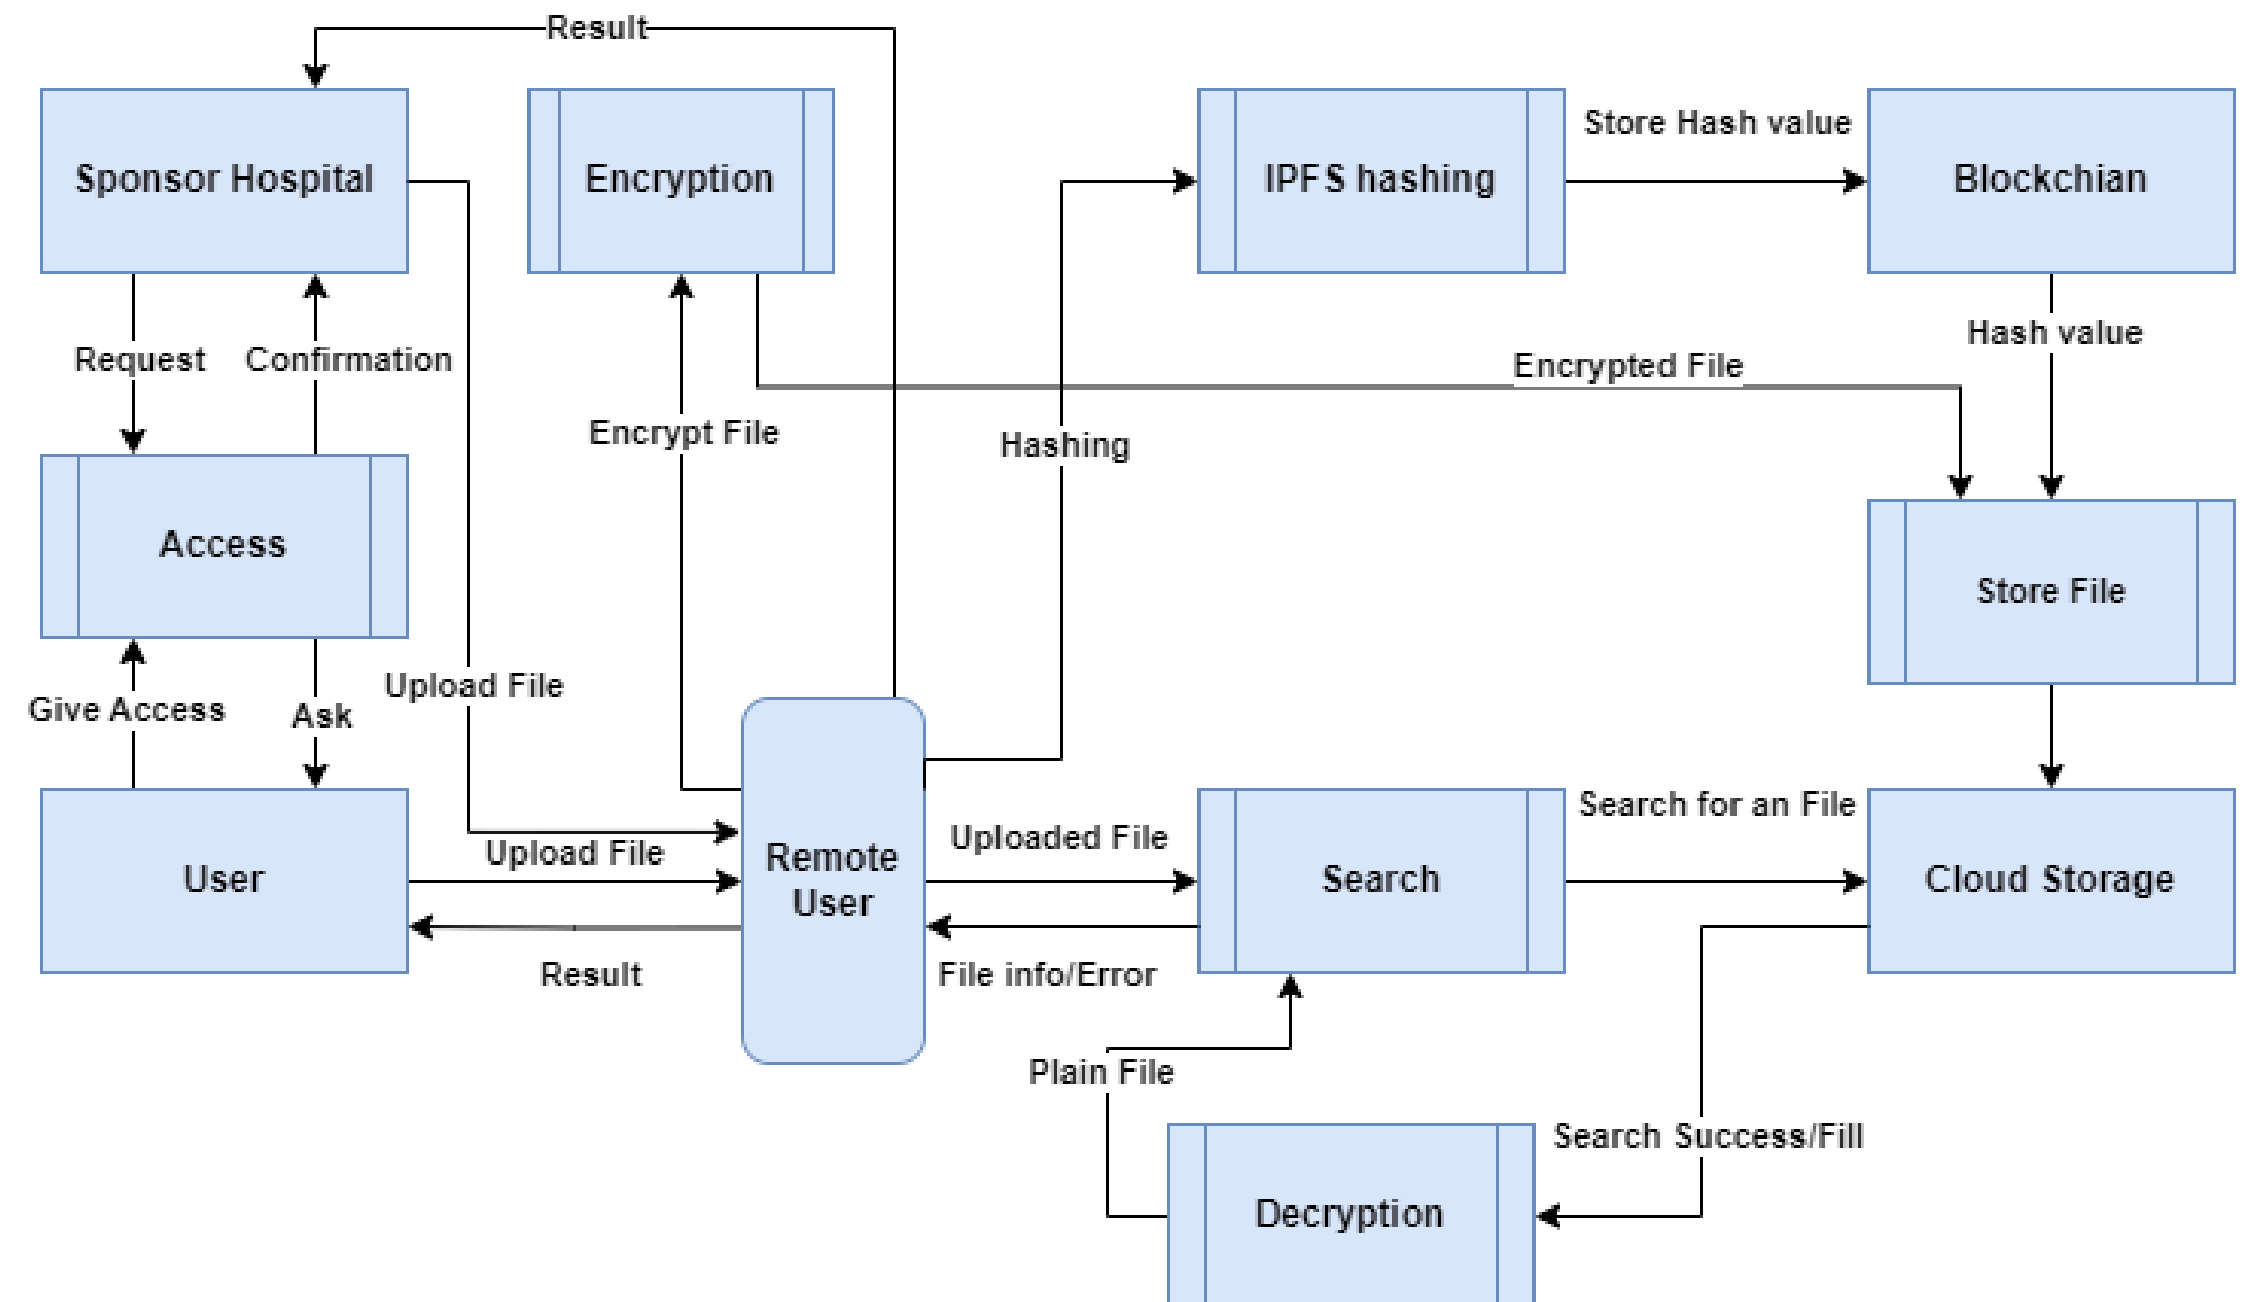 Result
Sponsor Hospital
Encryption
IPFS hashing
Store Hash value
Blockchian
Request
Confirmation
Encrypt File
Hashing
Encrypted File
Hash value
Access
Store File
Give Access
Ask
Upload File
User
Upload File
Result
Remote
User
Uploaded File
File info/Error
Search
Search for an File
Cloud Storage
Plain File
Search Success/Fill
Decryption